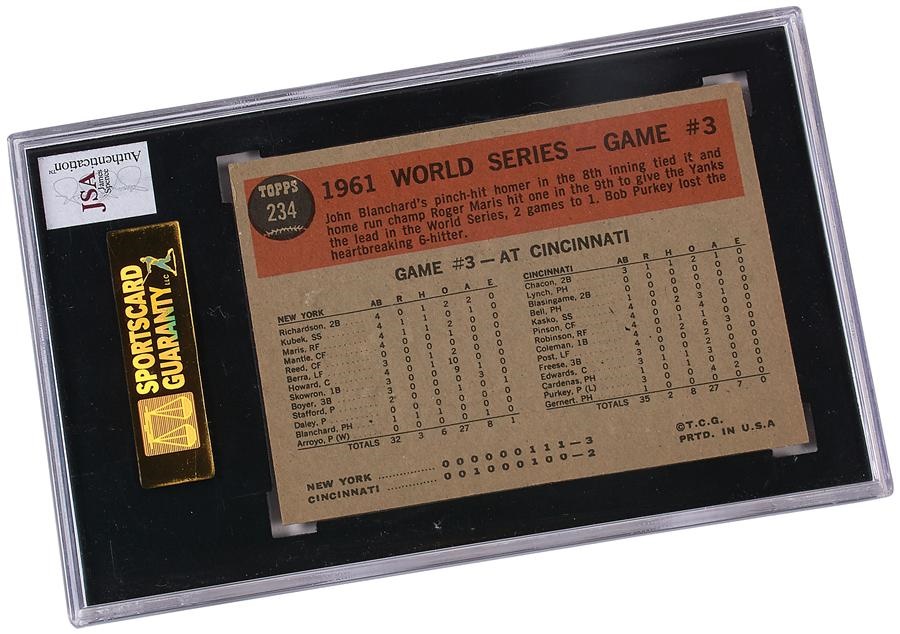 Authentication™
JSA
James
Spence
SPORTSCARD
GUARANTY LLC
TOPPS
234
1961 WORLD SERIES — GAME #3
John Blanchard's pinch-hit homer in the 8th inning tied it and
home run champ Roger Maris hit one in the 9th to give the Yanks
the lead in the World Series, 2 games to 1. Bob Purkey lost the
heartbreaking 6-hitter.
GAME #3 — AT CINCINNATI
NEW YORK AB R H O A E
Richardson, 2B
Kubek, SS
Maris, RF
Mantle, CF
Reed, CF
Berra, LF
Howard, C
Skowron, 1B
Boyer, 3B
Stafford, P
Daley, P
Blanchard, PH
Arroyo, P (W)
TOTALS 32 3 6 27 8 1
CINCINNATI AB R H O A E
Chacon, 2B
Lynch, PH
Blasingame, 2B
Bell, PH
Kasko, SS
Pinson, CF
Robinson, RF
Coleman, 1B
Post, LF
Freese, 3B
Edwards, C
Cardenas, PH
Purkey, P (L)
Gernert, PH
TOTALS 35 2 8 27 7 0
NEW YORK 0 0 0 0 0 0 1 1 1—3
CINCINNATI 0 0 1 0 0 0 1 0 0—2
©T.C.G.
PRTD. IN U.S.A